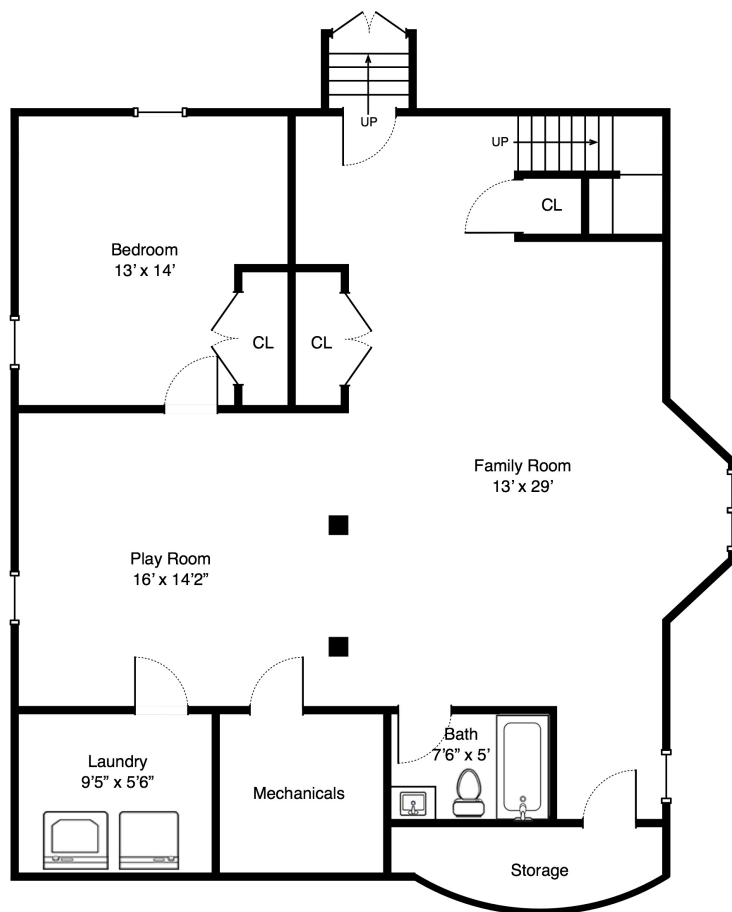 UP
UP
CL
Bedroom
13’ x 14’
CL
CL
Family Room
13’ x 29’
Play Room
16’ x 14’2”
Bath
7’6” x 5’
Laundry
9’5” x 5’6”
Mechanicals
Storage